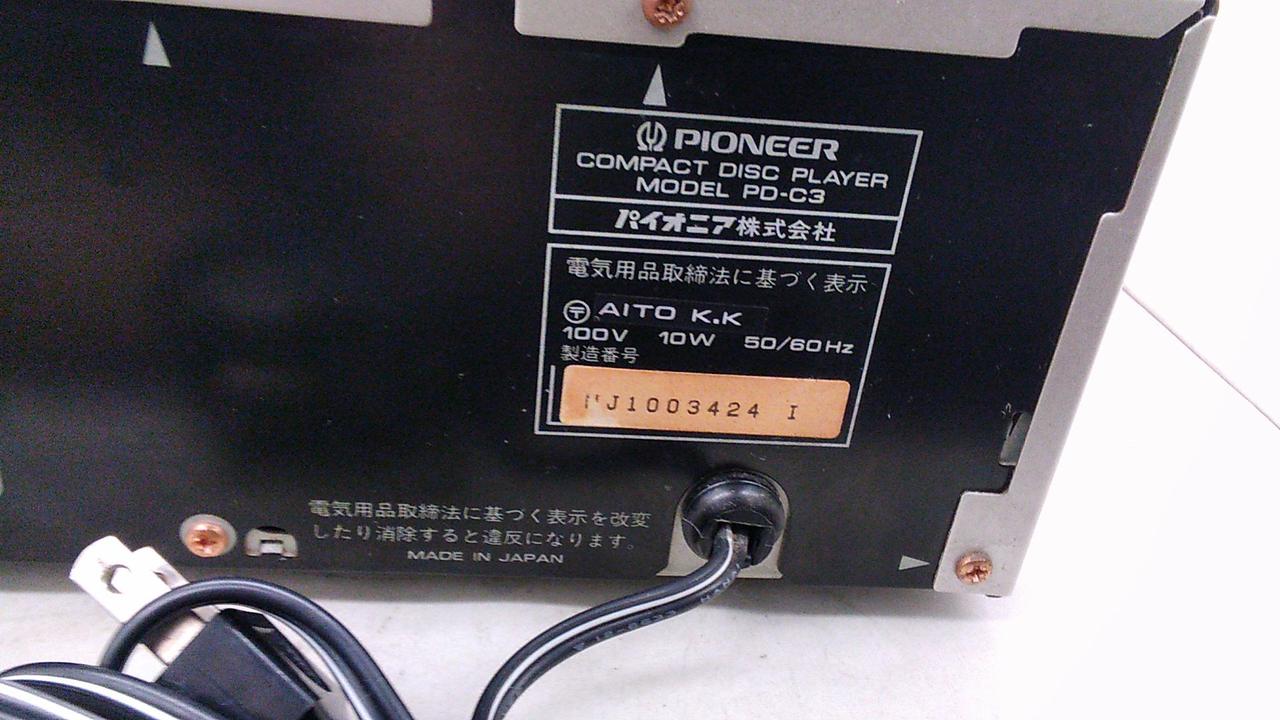 PIONEER
COMPACT DISC PLAYER
MODEL PD-C3
パイオニア株式会社
電気用品取締法に基づく表示
〒 AITO K.K
100V 10W 50/60Hz
製造番号
J1003424 I
電気用品取締法に基づく表示を改変
したり消除すると違反になります。
MADE IN JAPAN